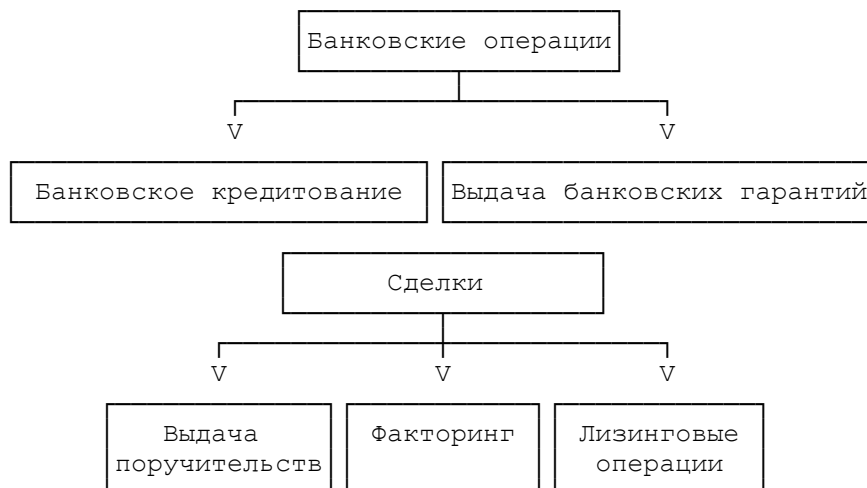 Банковские операции
V V
Банковское кредитование Выдача банковских гарантий
Сделки
V V V
Выдача Факторинг Лизинговые
поручительств операции